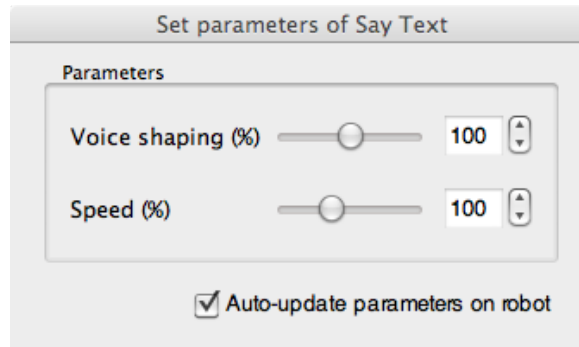 Set parameters of Say Text
Parameters
Voice shaping (%) 100
Speed (%) 100
Auto-update parameters on robot